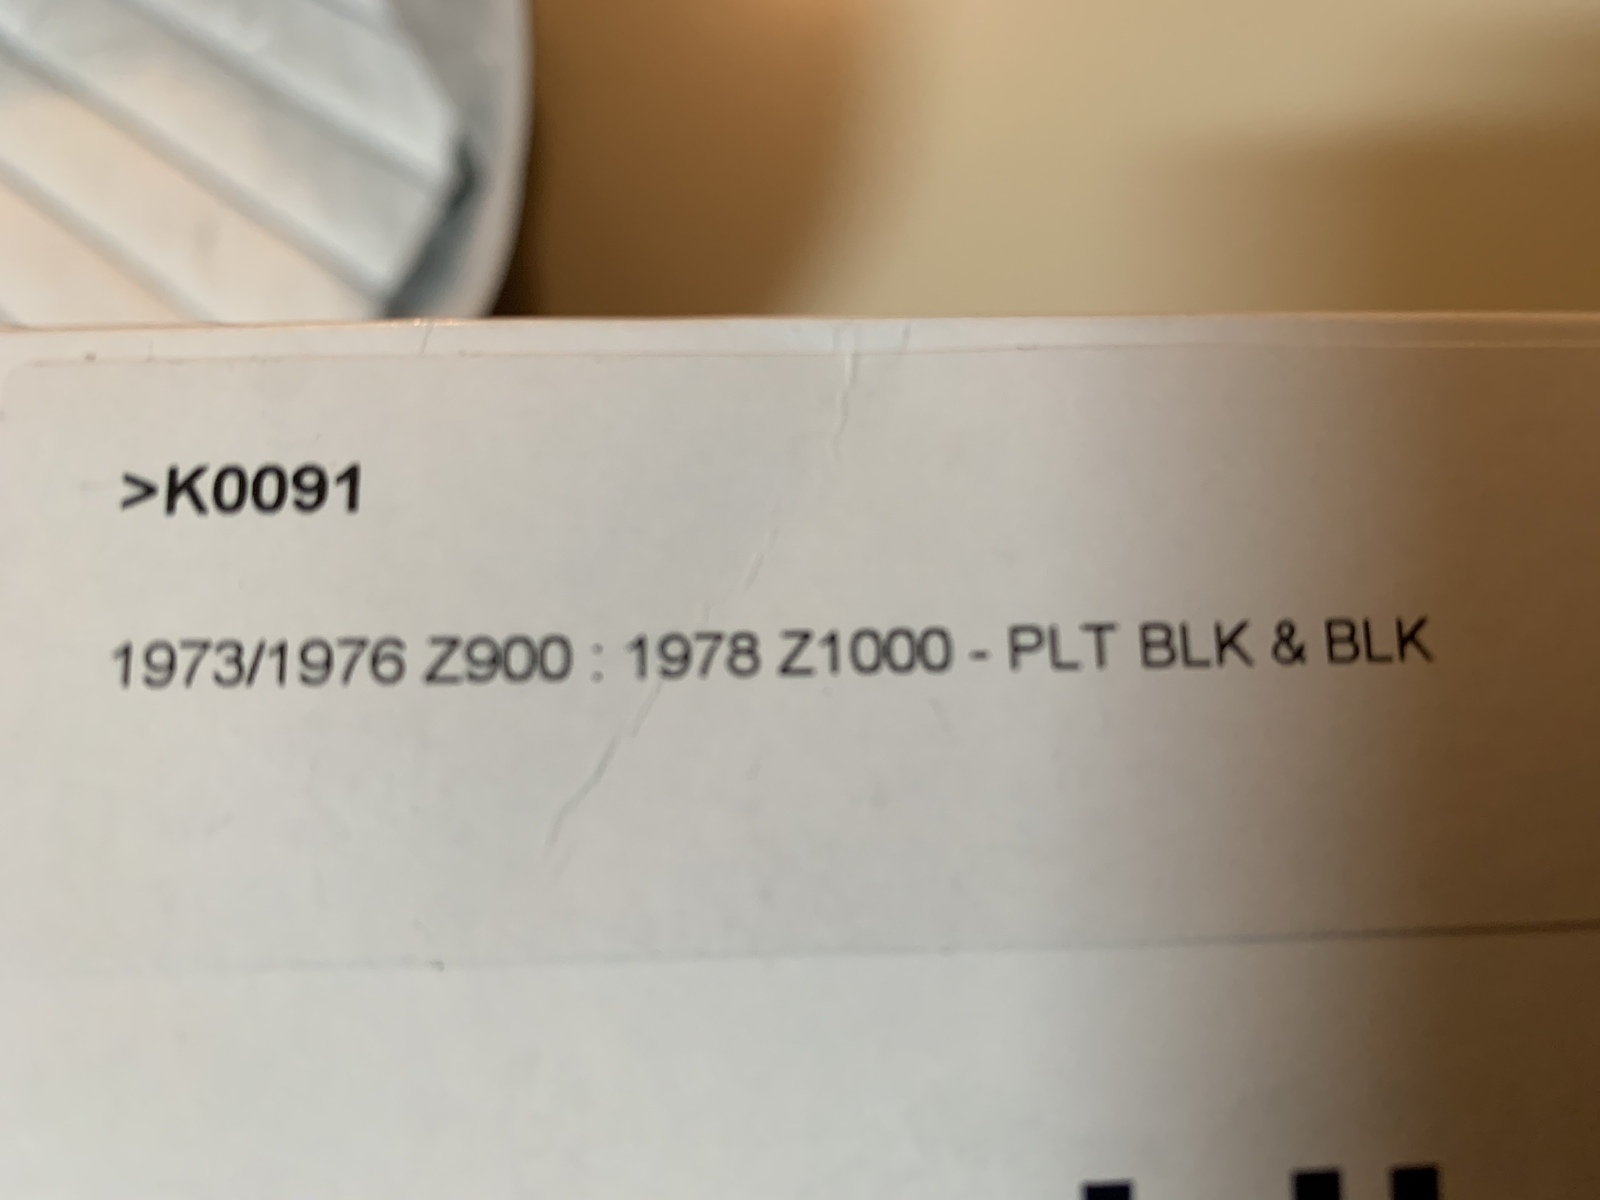 >K0091
1973/1976 Z900 : 1978 Z1000 - PLT BLK & BLK